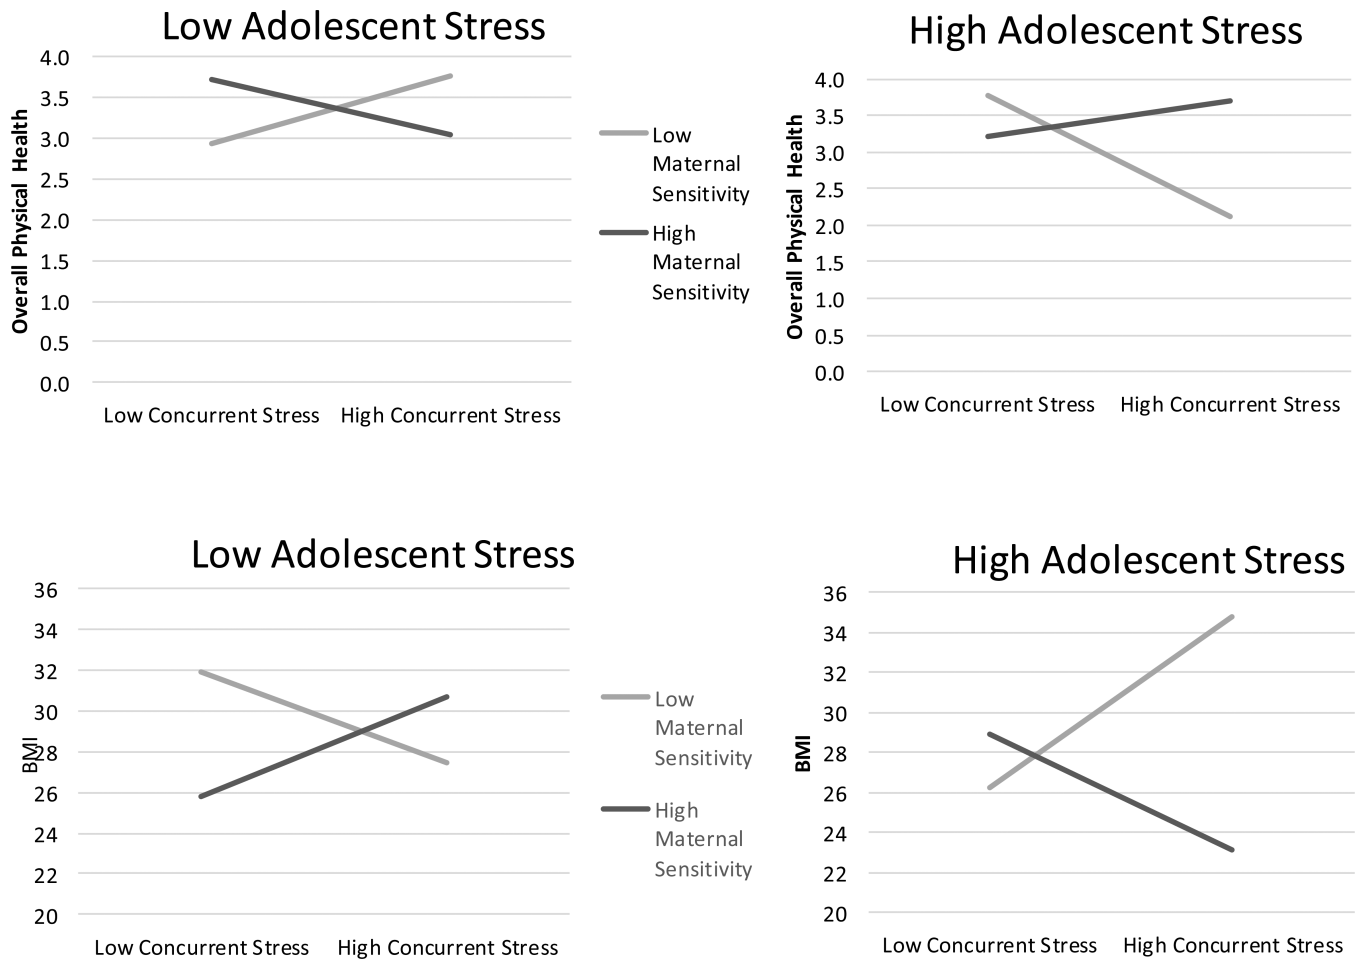 Low Adolescent Stress
4.0
3.5
3.0
2.5
2.0
1.5
1.0
0.5
0.0
Overall Physical Health
Low Concurrent Stress
High Concurrent Stress
Low
Maternal
Sensitivity
High
Maternal
Sensitivity
High Adolescent Stress
4.0
3.5
3.0
2.5
2.0
1.5
1.0
0.5
0.0
Overall Physical Health
Low Concurrent Stress
High Concurrent Stress
Low Adolescent Stress
36
34
32
30
28
26
24
22
20
BMI
Low Concurrent Stress
High Concurrent Stress
Low
Maternal
Sensitivity
High
Maternal
Sensitivity
High Adolescent Stress
36
34
32
30
28
26
24
22
20
BMI
Low Concurrent Stress
High Concurrent Stress